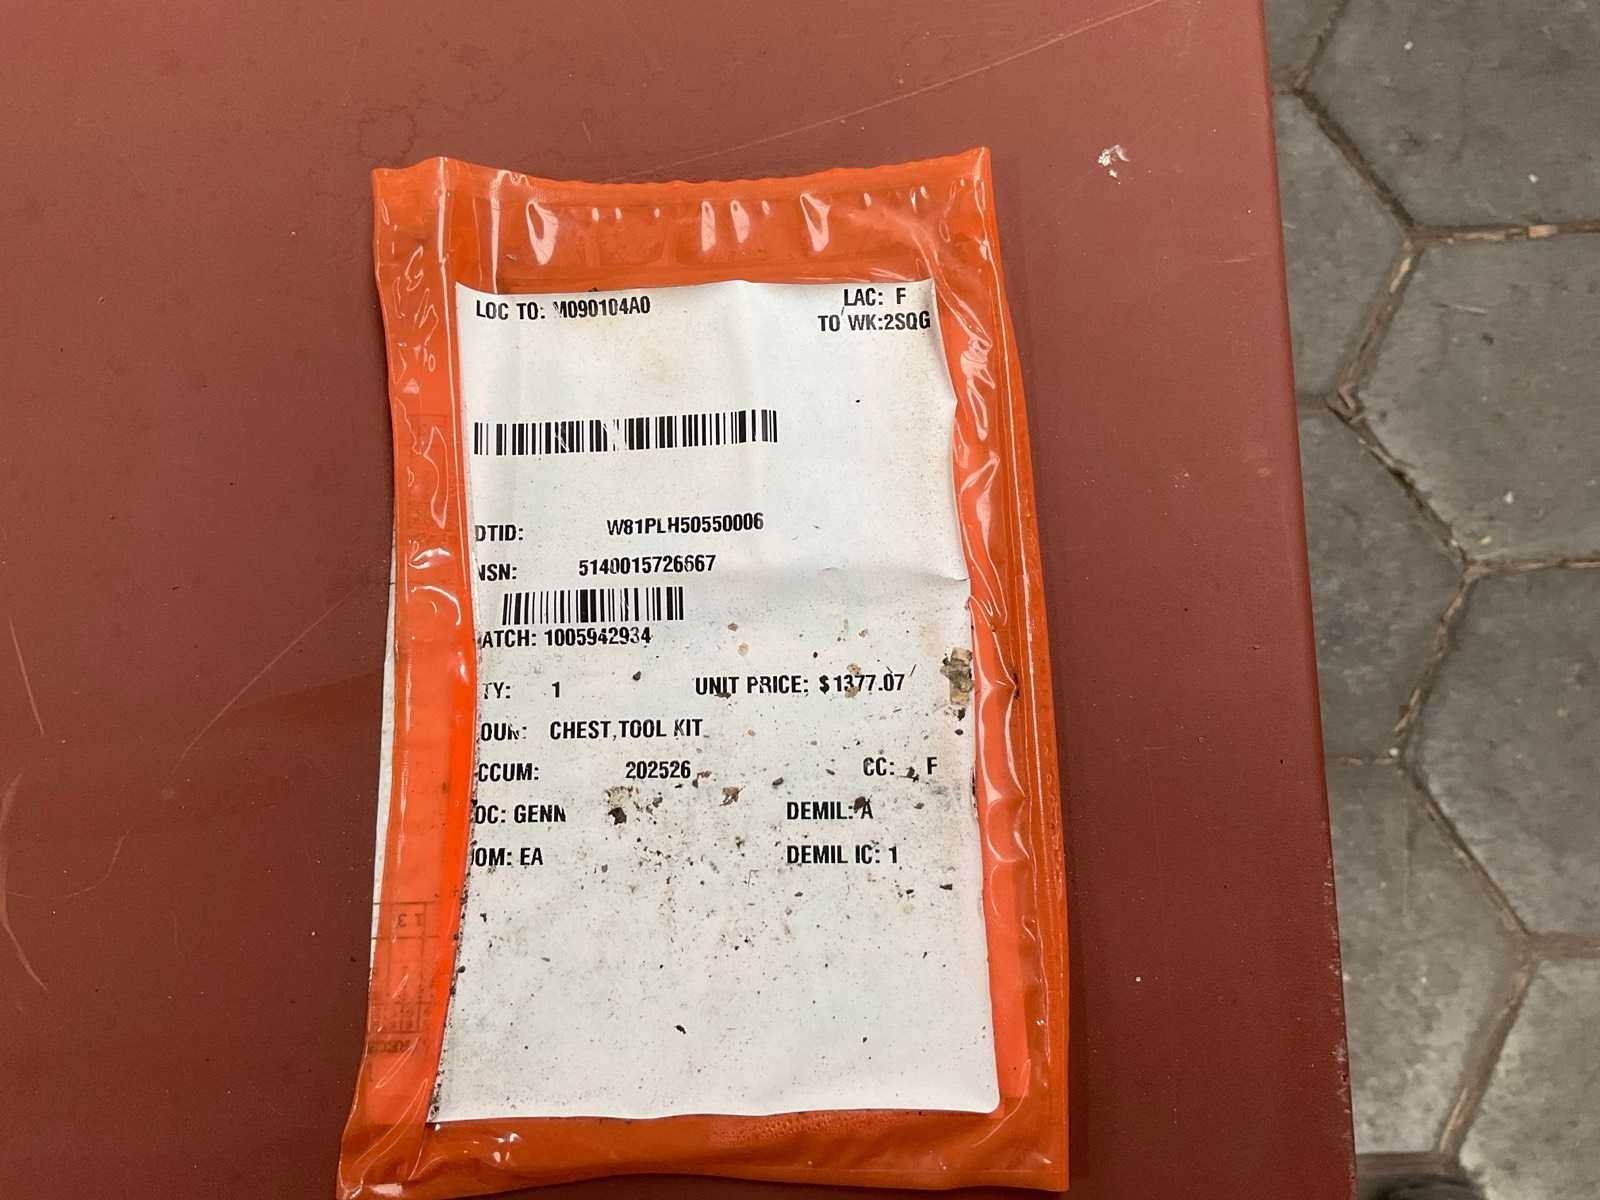 LOC TO: M090104A0 LAC: F
TO WK:2SQG
DTID: W81PLH50550006
NSN: 5140015726667
ATCH: 1005942934
TY: 1 UNIT PRICE: $1377.07
OUN: CHEST,TOOL KIT
CCUM: 202526 CC: F
OC: GENN DEMIL: A
OM: EA DEMIL IC: 1
13